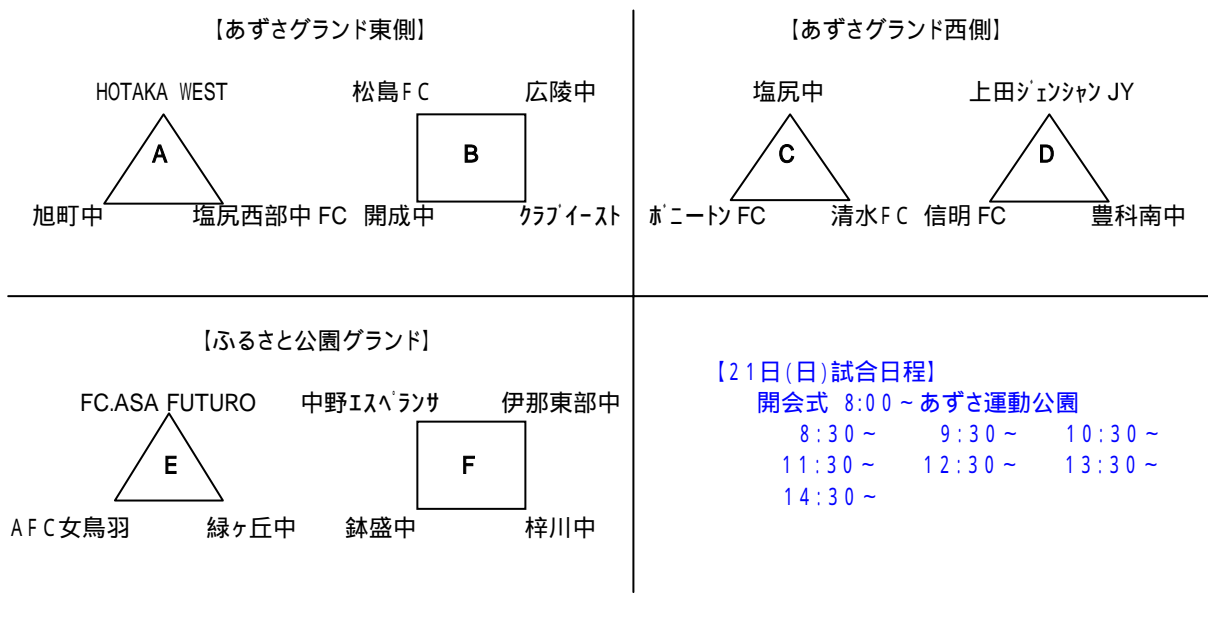 【あずさグランド東側】
HOTAKA WEST 松島FC 広陵中
A B
旭町中 塩尻西部中 FC 開成中 ｸﾗﾌﾞｲｰｽﾄ
【あずさグランド西側】
塩尻中 上田ｼﾞｪﾝｼｬﾝ JY
C D
ﾎﾞﾆｰﾄﾝ FC 清水FC 信明 FC 豊科南中
【ふるさと公園グランド】
FC.ASA FUTURO 中野ｴｽﾍﾟﾗﾝｻ 伊那東部中
E F
AFC女鳥羽 緑ヶ丘中 鉢盛中 梓川中
【21日(日)試合日程】
開会式 8:00~あずさ運動公園
8:30~ 9:30~ 10:30~
11:30~ 12:30~ 13:30~
14:30~